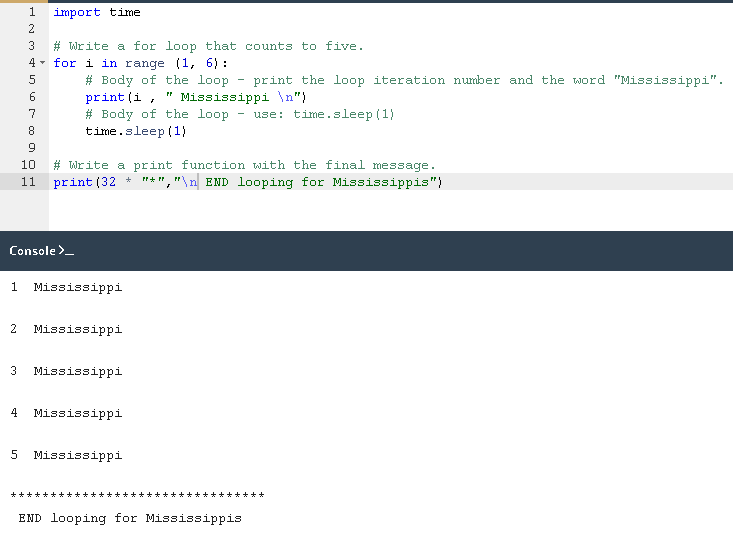 1 import time
2
3 # Write a for loop that counts to five.
4 for i in range (1, 6):
5     # Body of the loop - print the loop iteration number and the word "Mississippi".
6     print(i , " Mississippi \n")
7     # Body of the loop - use: time.sleep(1)
8     time.sleep(1)
9
10 # Write a print function with the final message.
11 print(32 * "*","\n END looping for Mississippis")
Console >_
1  Mississippi
2  Mississippi
3  Mississippi
4  Mississippi
5  Mississippi
********************************
 END looping for Mississippis